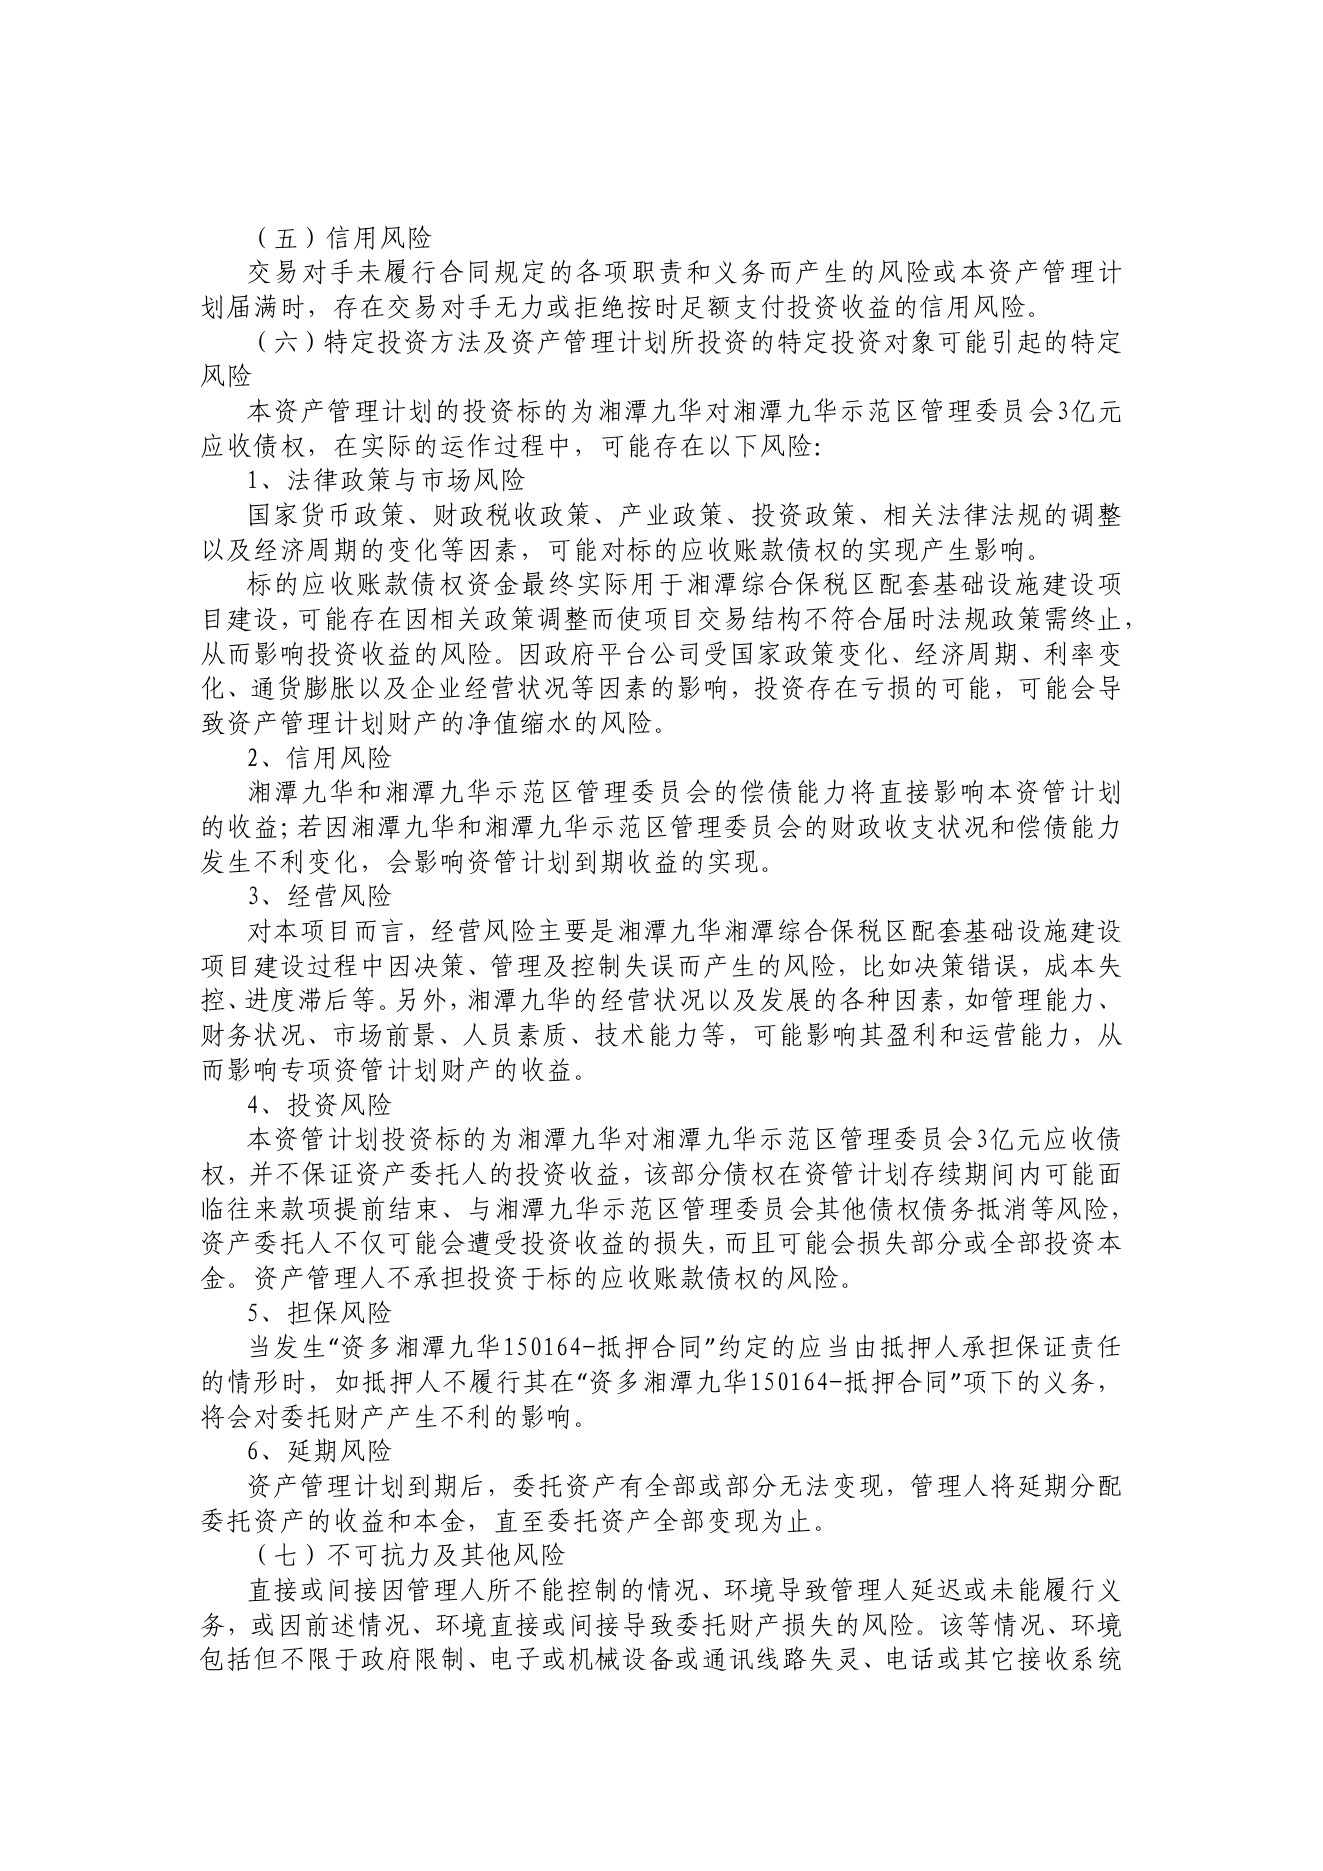 （五）信用风险
交易对手未履行合同规定的各项职责和义务而产生的风险或本资产管理计
划届满时，存在交易对手无力或拒绝按时足额支付投资收益的信用风险。
（六）特定投资方法及资产管理计划所投资的特定投资对象可能引起的特定
风险
本资产管理计划的投资标的为湘潭九华对湘潭九华示范区管理委员会3亿元
应收债权，在实际的运作过程中，可能存在以下风险：
1、法律政策与市场风险
国家货币政策、财政税收政策、产业政策、投资政策、相关法律法规的调整
以及经济周期的变化等因素，可能对标的应收账款债权的实现产生影响。
标的应收账款债权资金最终实际用于湘潭综合保税区配套基础设施建设项
目建设，可能存在因相关政策调整而使项目交易结构不符合届时法规政策需终止，
从而影响投资收益的风险。因政府平台公司受国家政策变化、经济周期、利率变
化、通货膨胀以及企业经营状况等因素的影响，投资存在亏损的可能，可能会导
致资产管理计划财产的净值缩水的风险。
2、信用风险
湘潭九华和湘潭九华示范区管理委员会的偿债能力将直接影响本资管计划
的收益；若因湘潭九华和湘潭九华示范区管理委员会的财政收支状况和偿债能力
发生不利变化，会影响资管计划到期收益的实现。
3、经营风险
对本项目而言，经营风险主要是湘潭九华湘潭综合保税区配套基础设施建设
项目建设过程中因决策、管理及控制失误而产生的风险，比如决策错误，成本失
控、进度滞后等。另外，湘潭九华的经营状况以及发展的各种因素，如管理能力、
财务状况、市场前景、人员素质、技术能力等，可能影响其盈利和运营能力，从
而影响专项资管计划财产的收益。
4、投资风险
本资管计划投资标的为湘潭九华对湘潭九华示范区管理委员会3亿元应收债
权，并不保证资产委托人的投资收益，该部分债权在资管计划存续期间内可能面
临往来款项提前结束、与湘潭九华示范区管理委员会其他债权债务抵消等风险，
资产委托人不仅可能会遭受投资收益的损失，而且可能会损失部分或全部投资本
金。资产管理人不承担投资于标的应收账款债权的风险。
5、担保风险
当发生“资多湘潭九华150164-抵押合同”约定的应当由抵押人承担保证责任
的情形时，如抵押人不履行其在“资多湘潭九华150164-抵押合同”项下的义务，
将会对委托财产产生不利的影响。
6、延期风险
资产管理计划到期后，委托资产有全部或部分无法变现，管理人将延期分配
委托资产的收益和本金，直至委托资产全部变现为止。
（七）不可抗力及其他风险
直接或间接因管理人所不能控制的情况、环境导致管理人延迟或未能履行义
务，或因前述情况、环境直接或间接导致委托财产损失的风险。该等情况、环境
包括但不限于政府限制、电子或机械设备或通讯线路失灵、电话或其它接收系统